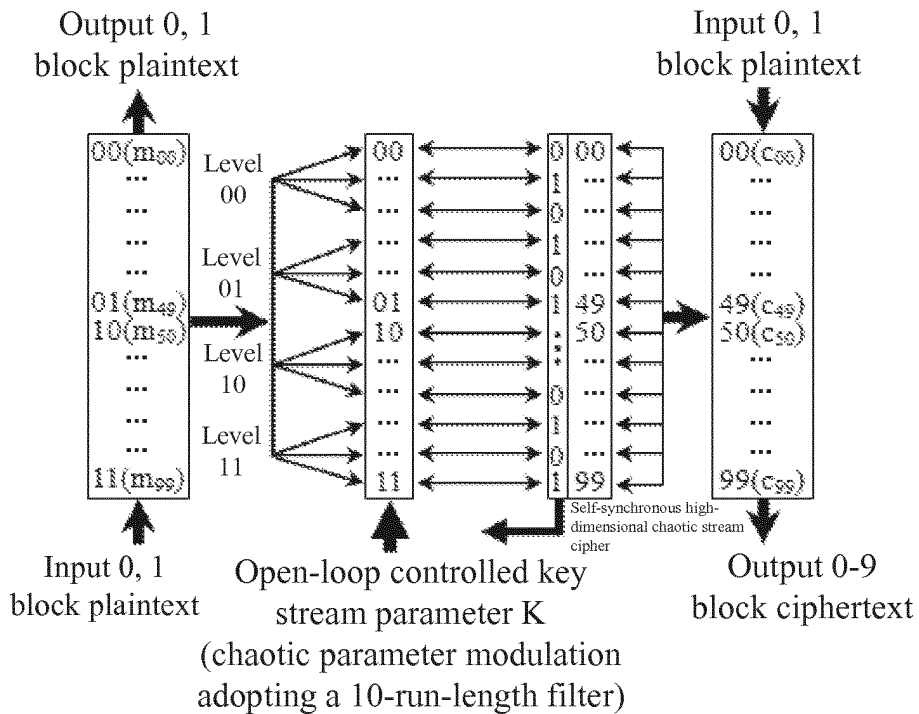 Output 0, 1
block plaintext
Input 0, 1
block plaintext
00(m00)
...
...
...
...
01(m49)
10(m50)
...
...
...
...
11(m99)
Level
00
Level
01
Level
10
Level
11
00
...
...
...
...
01
10
...
...
...
...
11
0 00
1 ...
0 ...
1 ...
0 ...
1 49
⋮ 50
...
0 ...
1 ...
0 ...
1 99
00(c00)
...
...
...
...
49(c49)
50(c50)
...
...
...
...
99(c99)
Self-synchronous high-
dimensional chaotic stream
cipher
Input 0, 1
block plaintext
Open-loop controlled key
stream parameter K
(chaotic parameter modulation
adopting a 10-run-length filter)
Output 0-9
block ciphertext